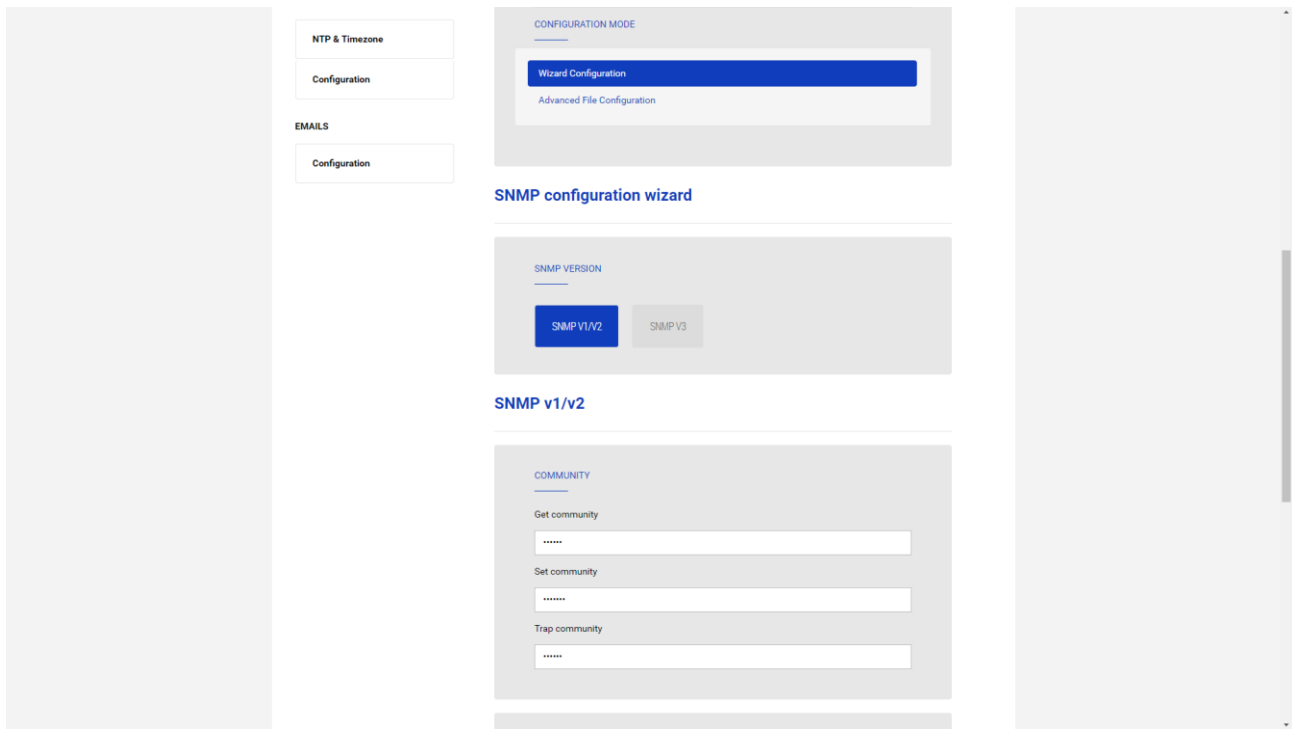 NTP & Timezone
Configuration
EMAILS
Configuration
CONFIGURATION MODE
Wizard Configuration
Advanced File Configuration
SNMP configuration wizard
SNMP VERSION
SNMP V1/V2
SNMP V3
SNMP v1/v2
COMMUNITY
Get community
••••••
Set community
•••••••
Trap community
••••••